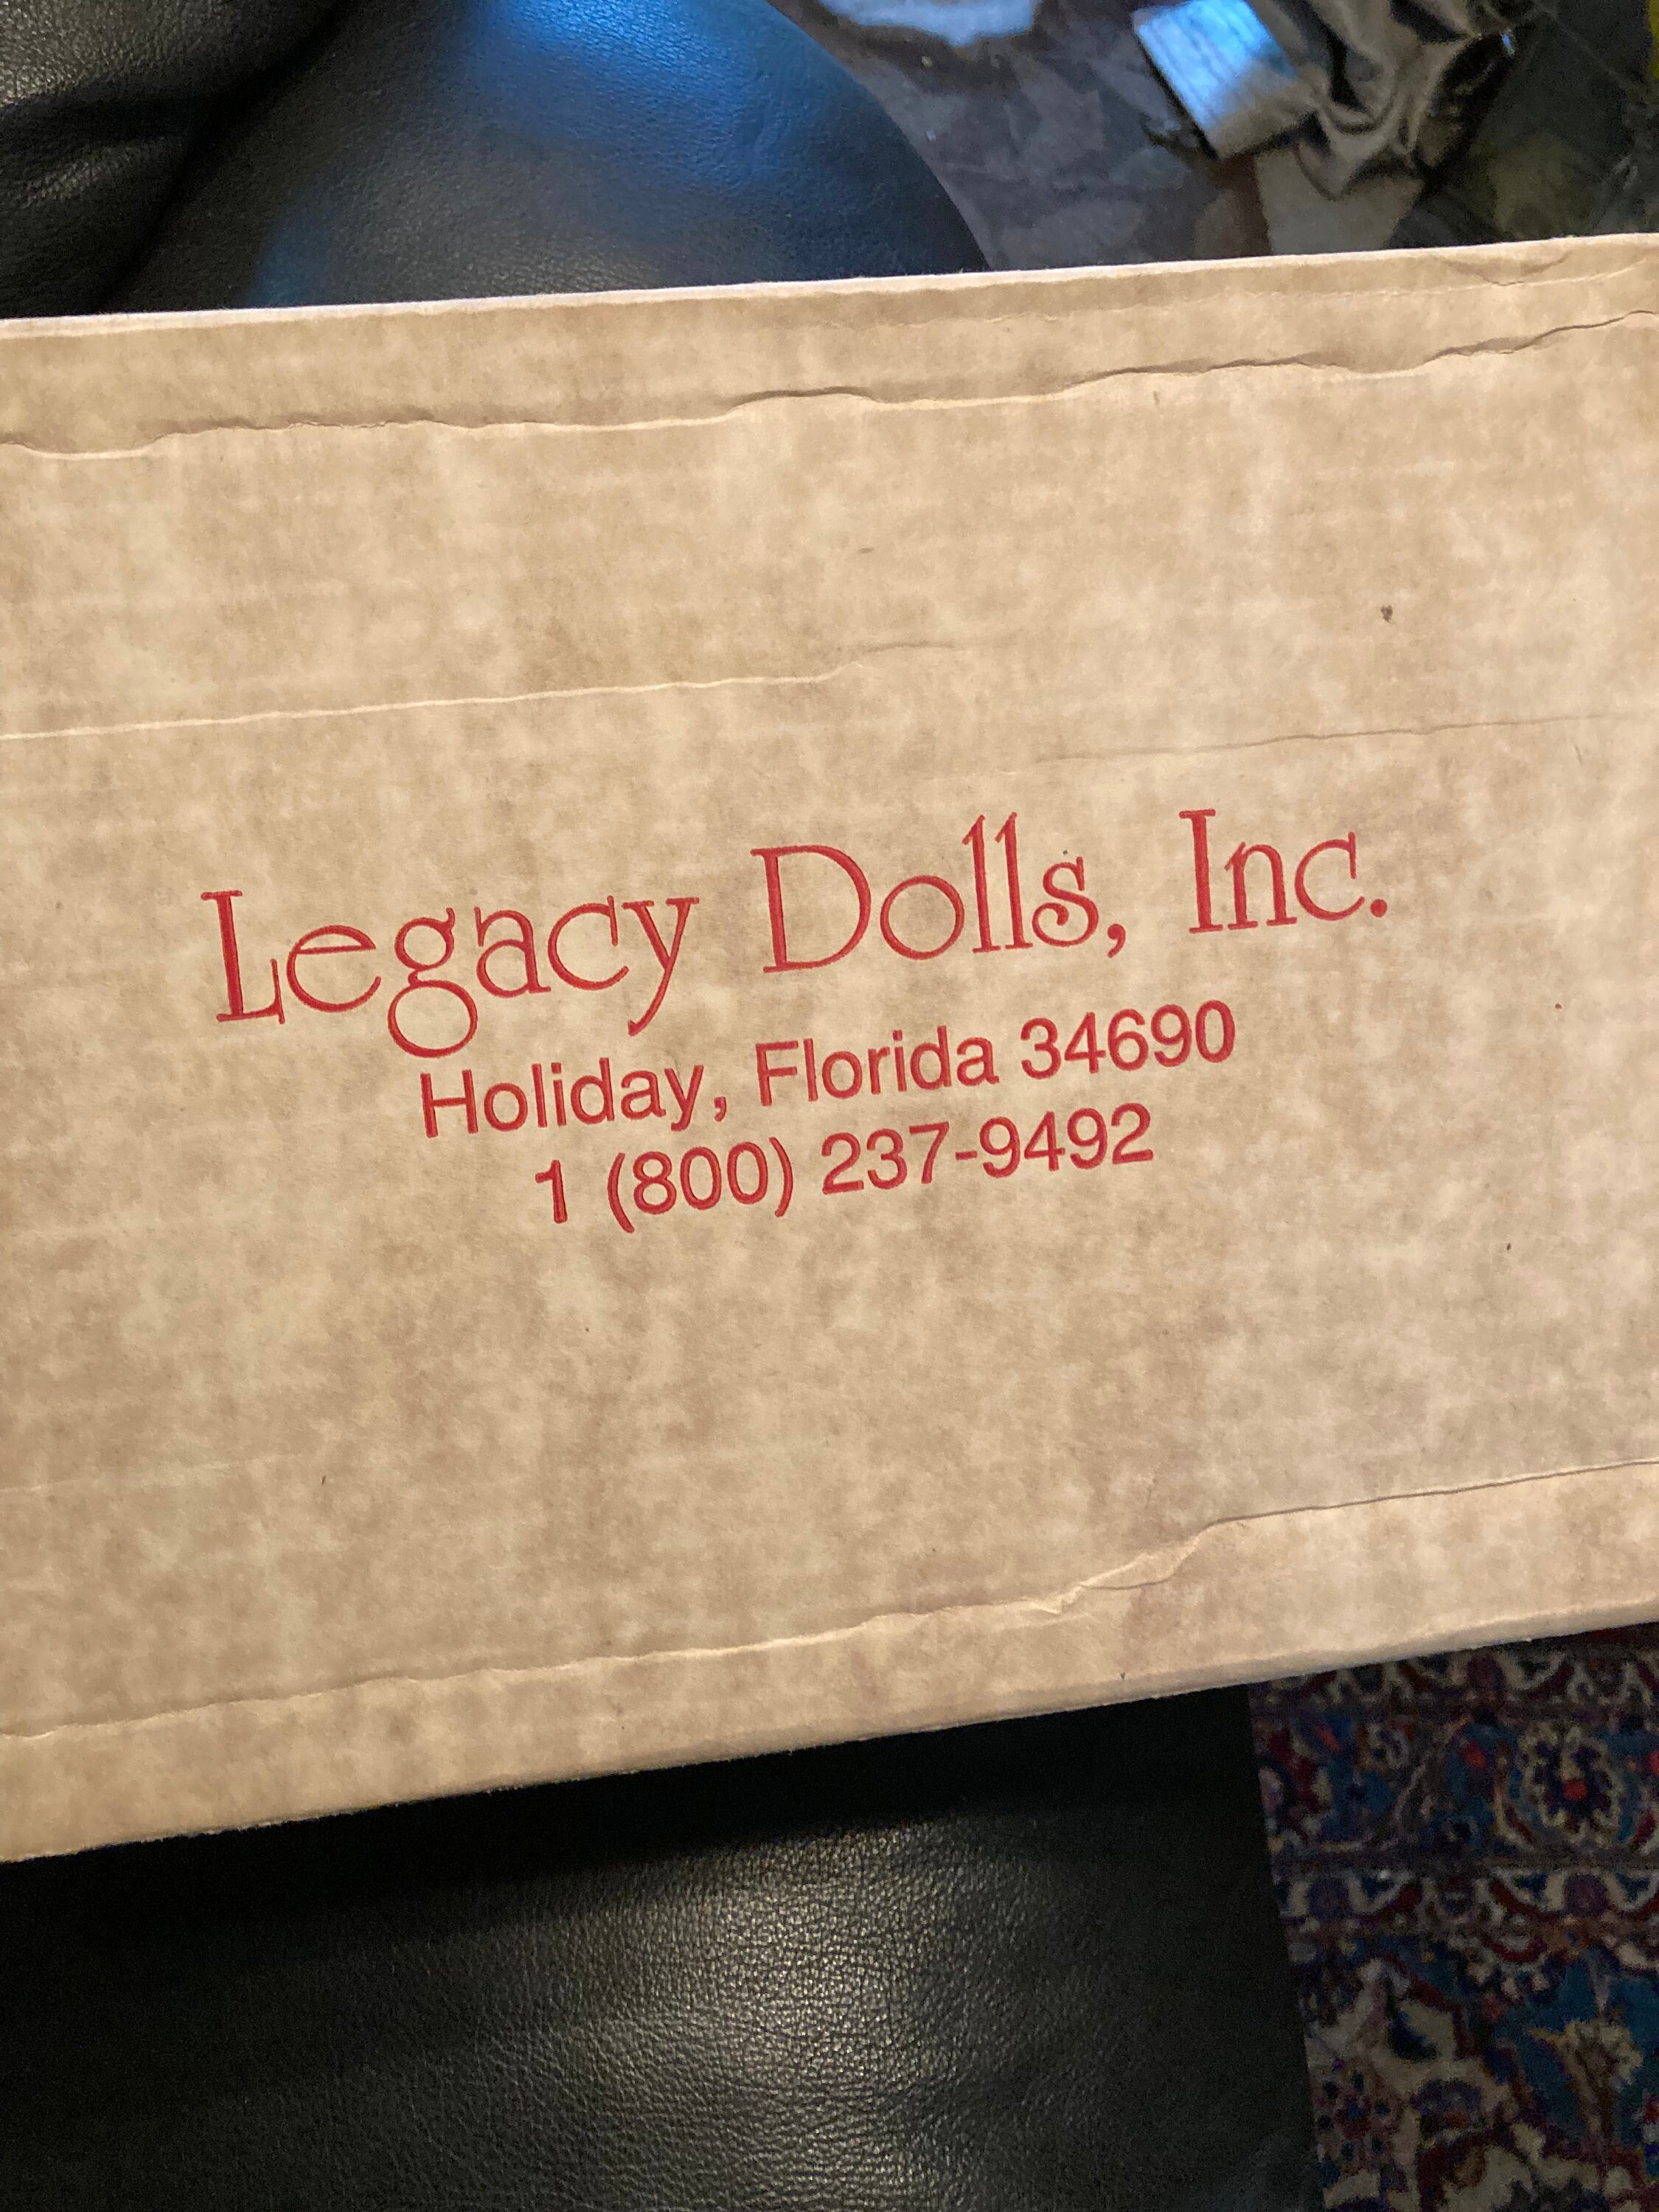 Legacy Dolls, Inc.
Holiday, Florida 34690
1 (800) 237-9492